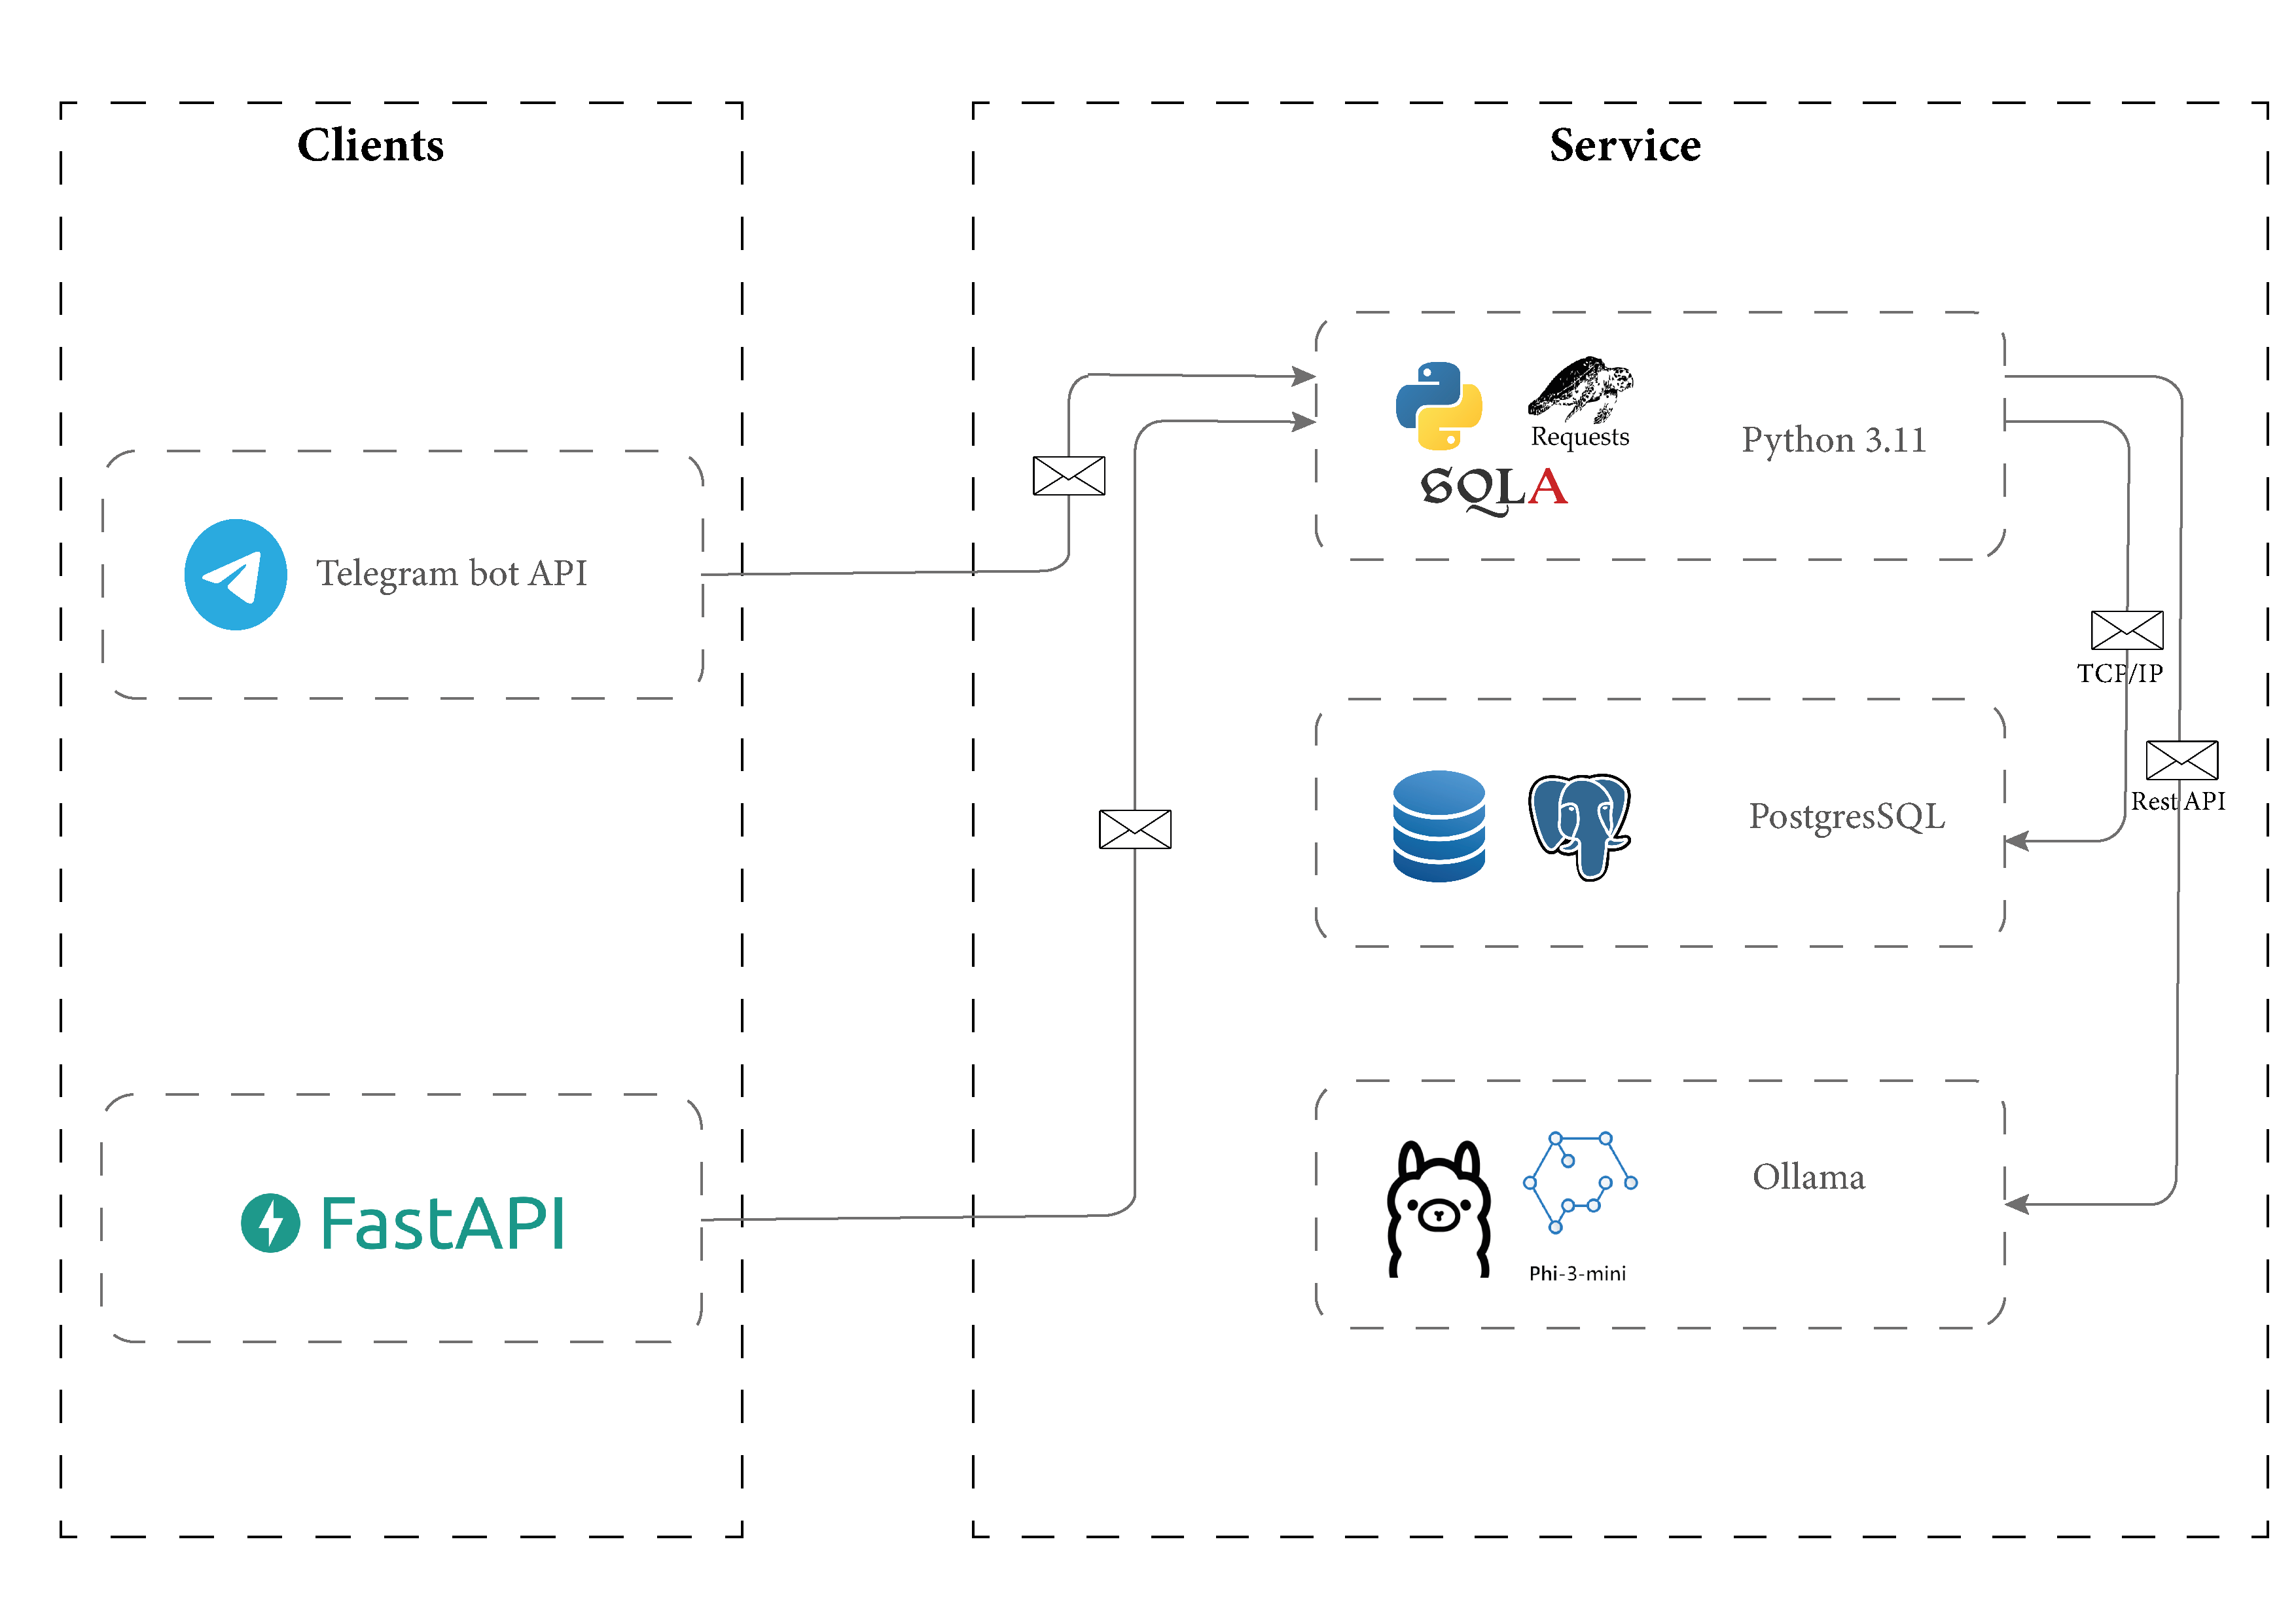 Clients
Service
Telegram bot API
FastAPI
Requests
SQLA
Python 3.11
TCP/IP
PostgresSQL
Rest API
Ollama
Phi-3-mini